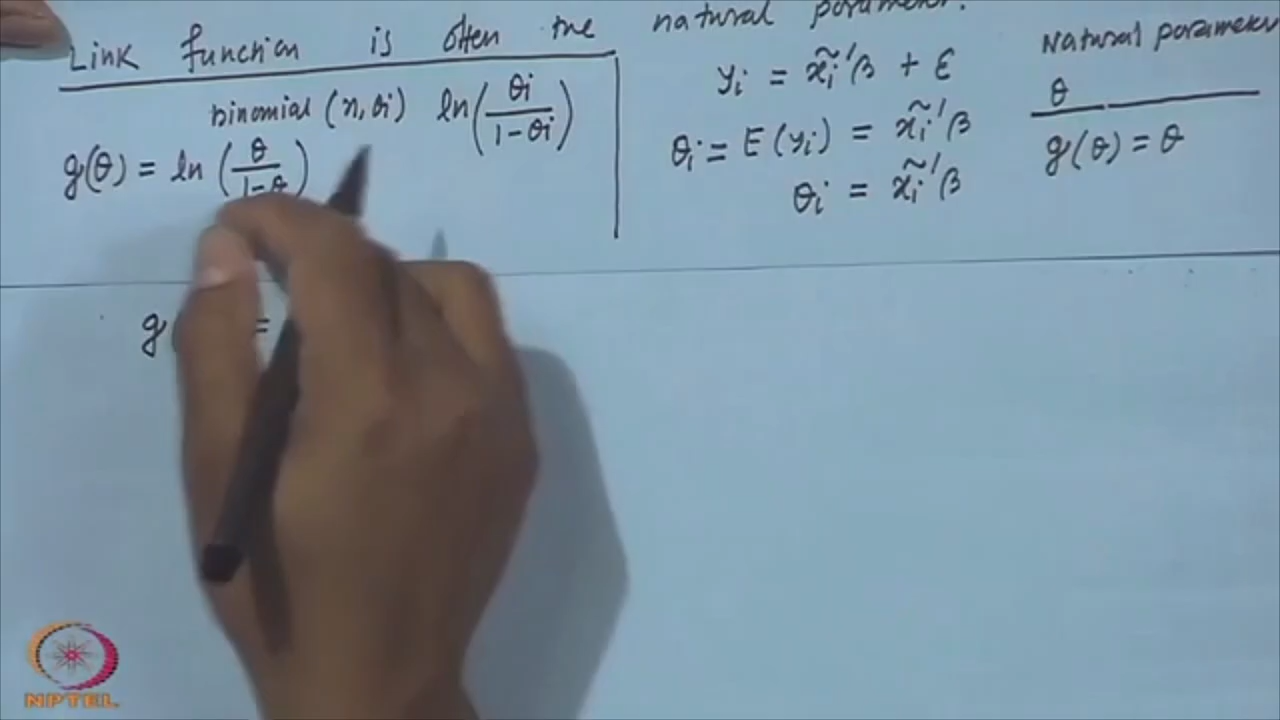 Link function is often the natural parameter.
binomial (n, θi) ln(θi/(1-θi))
g(θ) = ln(θ/(1-θ))
yi = x̃i'β + ε
θi = E(yi) = x̃i'β
θi = x̃i'β
Natural parameter
θ
g(θ) = θ
g =
NPTEL